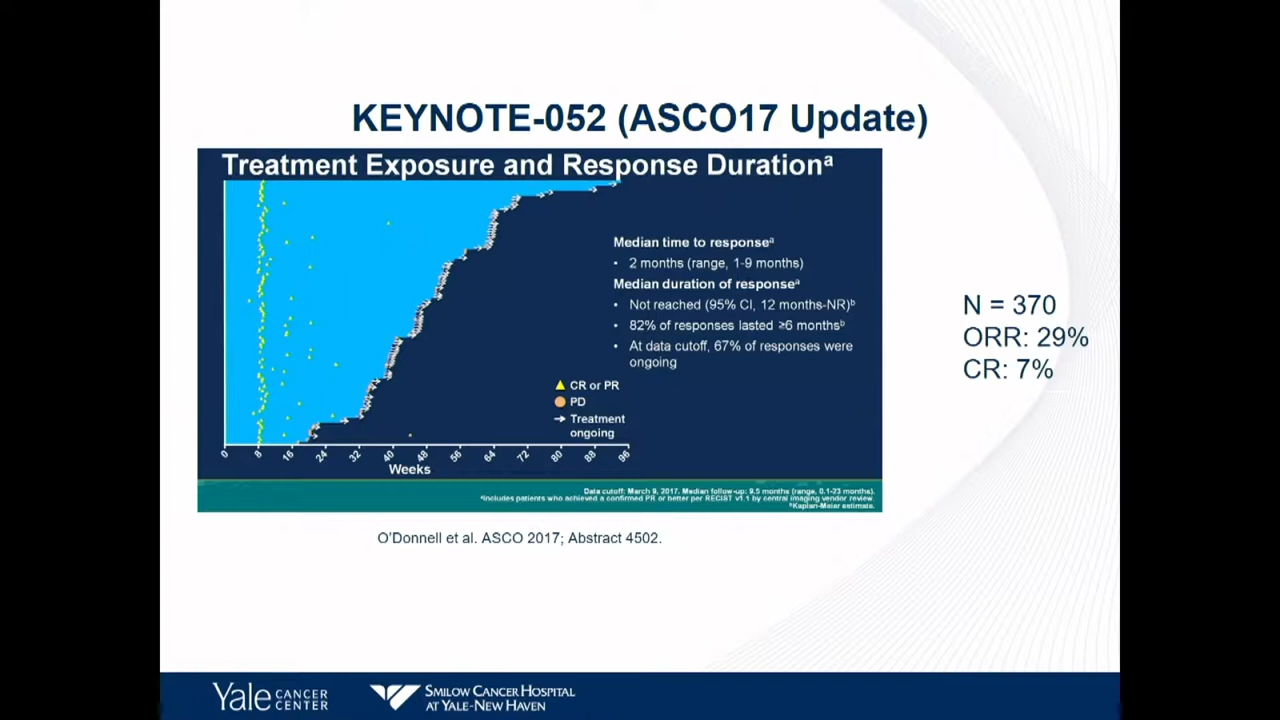 KEYNOTE-052 (ASCO17 Update)
Treatment Exposure and Response Durationᵃ
Median time to responseᵃ
• 2 months (range, 1-9 months)
Median duration of responseᵃ
• Not reached (95% CI, 12 months-NR)ᵇ
• 82% of responses lasted ≥6 monthsᵇ
• At data cutoff, 67% of responses were
ongoing
CR or PR
PD
Treatment
ongoing
0 8 16 24 32 40 48 56 64 72 80 88 96
Weeks
Data cutoff: March 9, 2017. Median follow-up: 9.5 months (range, 0.1-23 months).
ᵃIncludes patients who achieved a confirmed PR or better per RECIST v1.1 by central imaging vendor review.
ᵇKaplan-Meier estimate.
N = 370
ORR: 29%
CR: 7%
O'Donnell et al. ASCO 2017; Abstract 4502.
Yale CANCER
CENTER
SMILOW CANCER HOSPITAL
AT YALE-NEW HAVEN